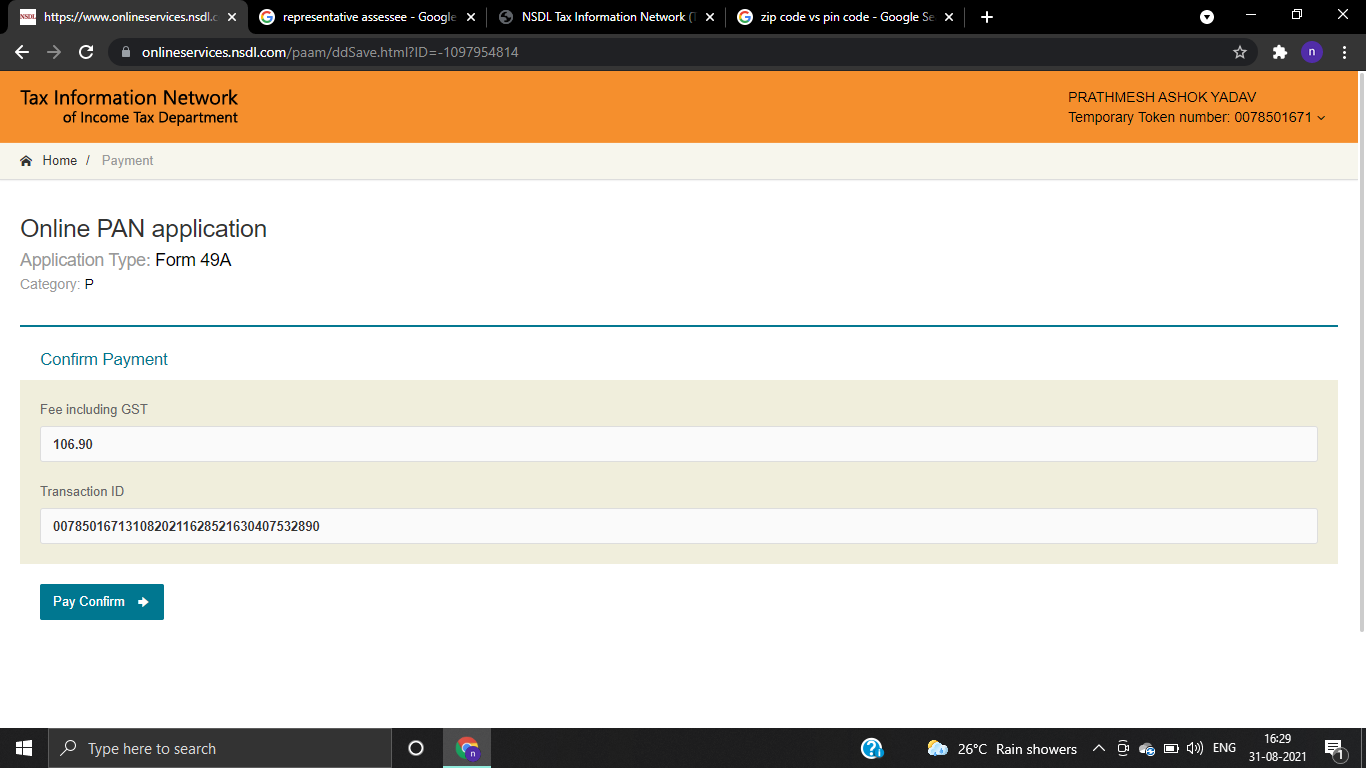 https://www.onlineservices.nsdl.c
representative assessee - Google
NSDL Tax Information Network (
zip code vs pin code - Google Se
onlineservices.nsdl.com/paam/ddSave.html?ID=-1097954814
n
Tax Information Network
of Income Tax Department
PRATHMESH ASHOK YADAV
Temporary Token number: 0078501671
Home / Payment
Online PAN application
Application Type: Form 49A
Category: P
Confirm Payment
Fee including GST
106.90
Transaction ID
0078501671310820211628521630407532890
Pay Confirm
Type here to search
n
26°C Rain showers
ENG
16:29
31-08-2021
1